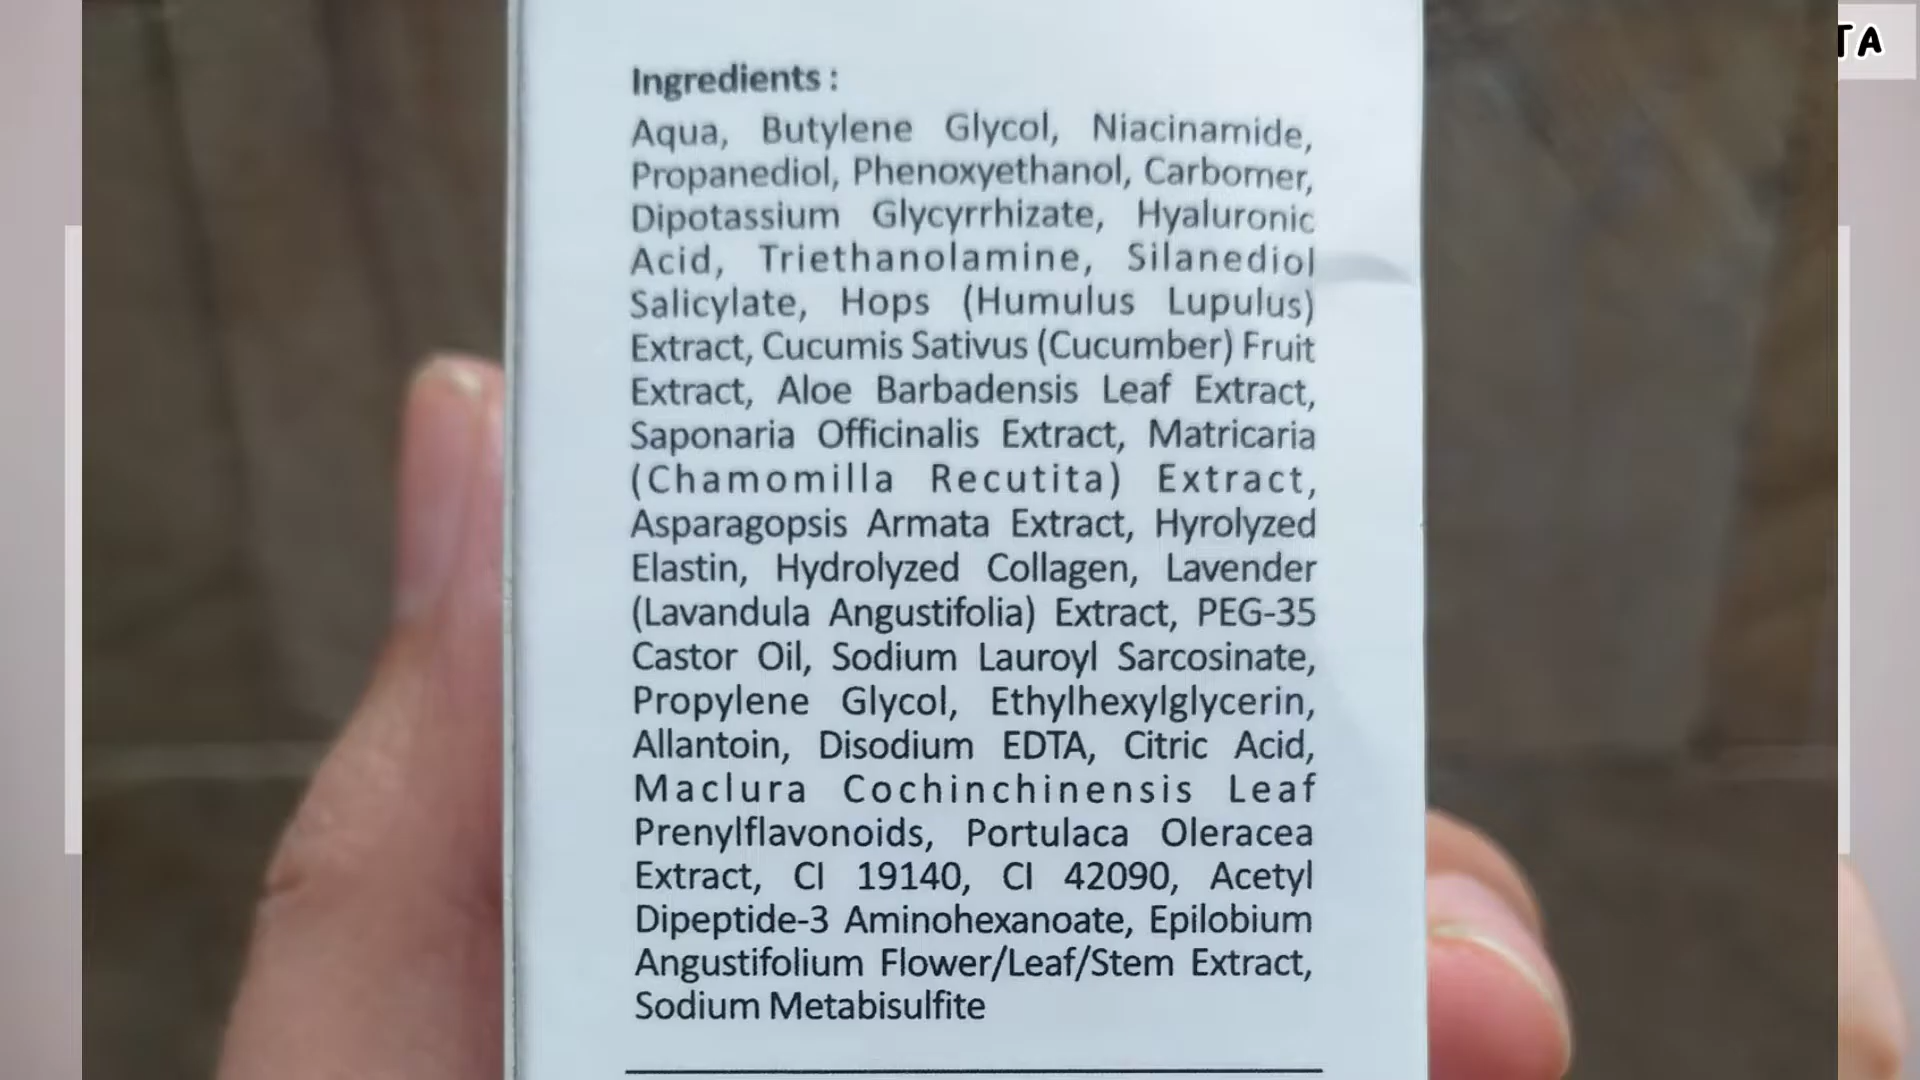 Ingredients :
Aqua, Butylene Glycol, Niacinamide,
Propanediol, Phenoxyethanol, Carbomer,
Dipotassium Glycyrrhizate, Hyaluronic
Acid, Triethanolamine, Silanediol
Salicylate, Hops (Humulus Lupulus)
Extract, Cucumis Sativus (Cucumber) Fruit
Extract, Aloe Barbadensis Leaf Extract,
Saponaria Officinalis Extract, Matricaria
(Chamomilla Recutita) Extract,
Asparagopsis Armata Extract, Hyrolyzed
Elastin, Hydrolyzed Collagen, Lavender
(Lavandula Angustifolia) Extract, PEG-35
Castor Oil, Sodium Lauroyl Sarcosinate,
Propylene Glycol, Ethylhexylglycerin,
Allantoin, Disodium EDTA, Citric Acid,
Maclura Cochinchinensis Leaf
Prenylflavonoids, Portulaca Oleracea
Extract, CI 19140, CI 42090, Acetyl
Dipeptide-3 Aminohexanoate, Epilobium
Angustifolium Flower/Leaf/Stem Extract,
Sodium Metabisulfite